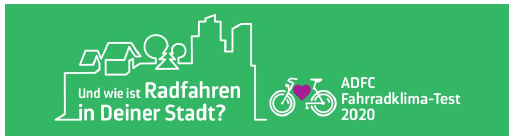 Und wie ist Radfahren
in Deiner Stadt?
ADFC
Fahrradklima-Test
2020